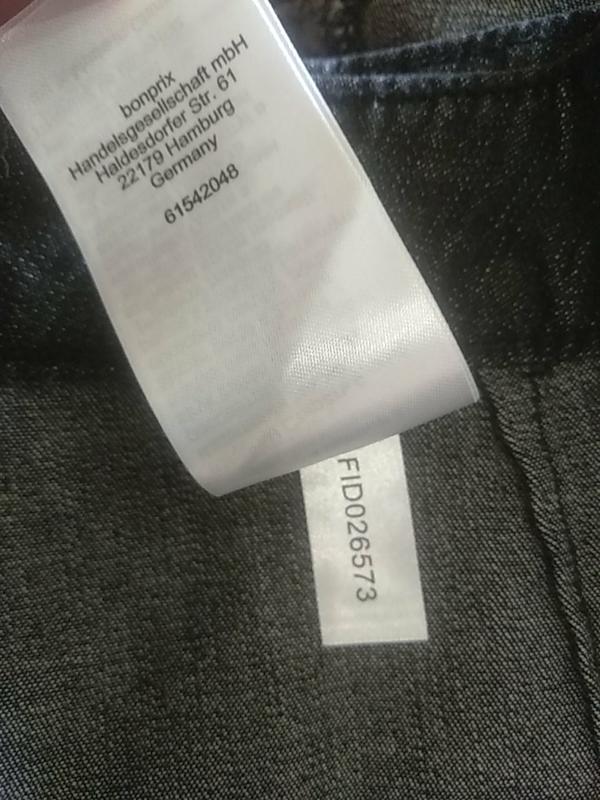 bonprix
Handelsgesellschaft mbH
Haldesdorfer Str. 61
22179 Hamburg
Germany
61542048
FID026573